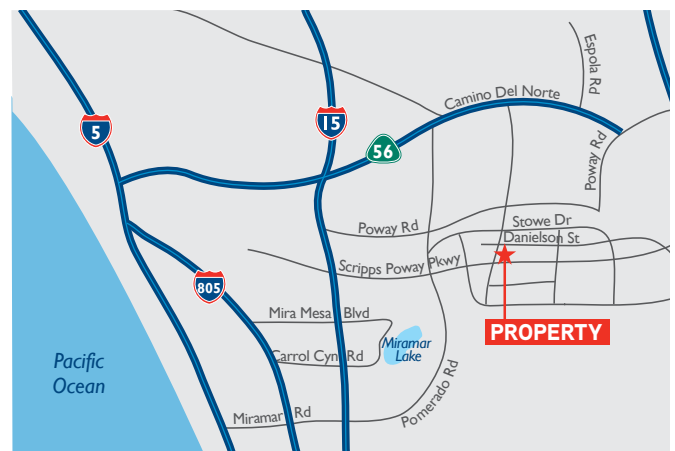 Espola Rd
Camino Del Norte
5
15
56
Poway Rd
Poway Rd
Stowe Dr
Danielson St
Scripps Poway Pkwy
805
Mira Mesa Blvd
PROPERTY
Miramar
Lake
Carrol Cyn Rd
Pacific
Ocean
Pomerado Rd
Miramar Rd